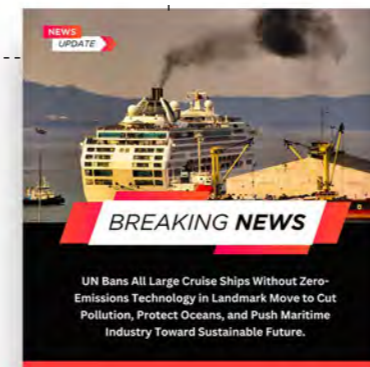 NEWS
UPDATE
BREAKING NEWS
UN Bans All Large Cruise Ships Without Zero-
Emissions Technology in Landmark Move to Cut
Pollution, Protect Oceans, and Push Maritime
Industry Toward Sustainable Future.